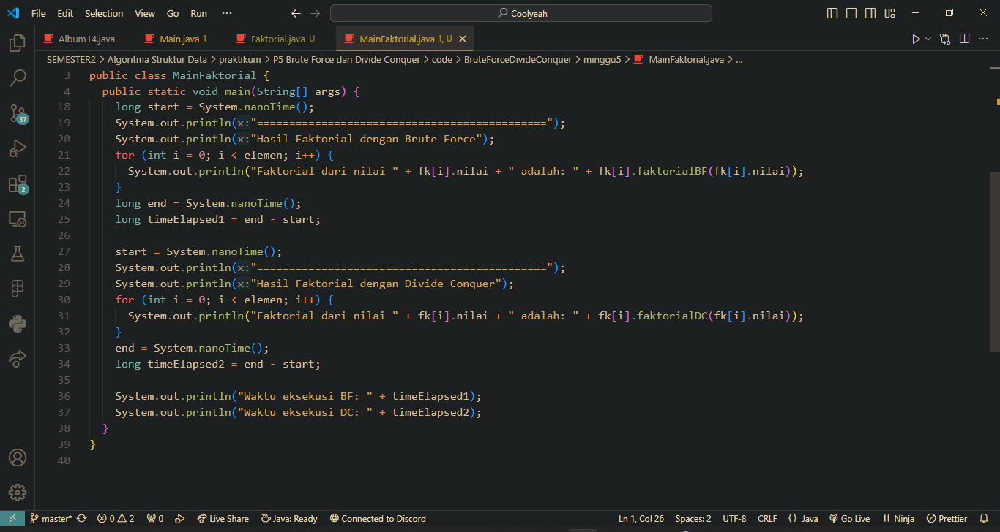 File Edit Selection View Go Run ··· Coolyeah
Album14.java Main.java 1 Faktorial.java U MainFaktorial.java 1, U
SEMESTER2 > Algoritma Struktur Data > praktikum > P5 Brute Force dan Divide Conquer > code > BruteForceDivideConquer > minggu5 > MainFaktorial.java > ...
3 public class MainFaktorial {
4 public static void main(String[] args) {
18 long start = System.nanoTime();
19 System.out.println(x:"=============================================");
20 System.out.println(x:"Hasil Faktorial dengan Brute Force");
21 for (int i = 0; i < elemen; i++) {
22 System.out.println("Faktorial dari nilai " + fk[i].nilai + " adalah: " + fk[i].faktorialBF(fk[i].nilai));
23 }
24 long end = System.nanoTime();
25 long timeElapsed1 = end - start;
26
27 start = System.nanoTime();
28 System.out.println(x:"=============================================");
29 System.out.println(x:"Hasil Faktorial dengan Divide Conquer");
30 for (int i = 0; i < elemen; i++) {
31 System.out.println("Faktorial dari nilai " + fk[i].nilai + " adalah: " + fk[i].faktorialDC(fk[i].nilai));
32 }
33 end = System.nanoTime();
34 long timeElapsed2 = end - start;
35
36 System.out.println("Waktu eksekusi BF: " + timeElapsed1);
37 System.out.println("Waktu eksekusi DC: " + timeElapsed2);
38 }
39 }
40
37
2
master* 0 2 0 Live Share Java: Ready Connected to Discord Ln 1, Col 26 Spaces: 2 UTF-8 CRLF {} Java Go Live Ninja Prettier